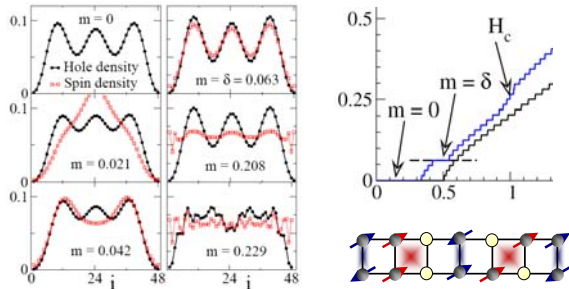 m = 0
Hole density
Spin density
0.1
0
m = δ = 0.063
0.1
0
m = 0.021
m = 0.208
0.1
0
m = 0.042
m = 0.229
0 24 48
0 24 48
i
i
0.5
0.25
0
H_c
m = 0
m = δ
0 0.5 1